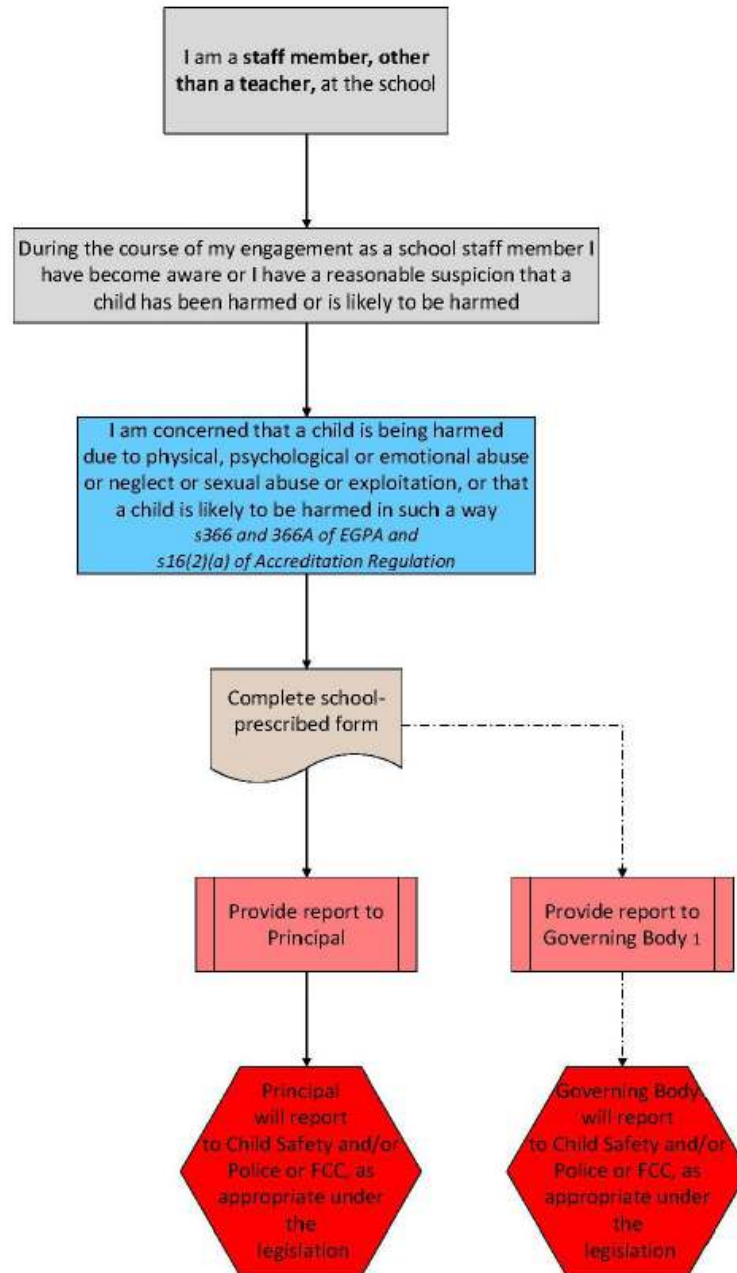 I am a staff member, other
than a teacher, at the school
During the course of my engagement as a school staff member I
have become aware or I have a reasonable suspicion that a
child has been harmed or is likely to be harmed
I am concerned that a child is being harmed
due to physical, psychological or emotional abuse
or neglect or sexual abuse or exploitation, or that
a child is likely to be harmed in such a way
s366 and 366A of EGPA and
s16(2)(a) of Accreditation Regulation
Complete school-
prescribed form
Provide report to
Principal
Provide report to
Governing Body 1
Principal
will report
to Child Safety and/or
Police or FCC, as
appropriate under
the
legislation
Governing Body
will report
to Child Safety and/or
Police or FCC, as
appropriate under
the
legislation